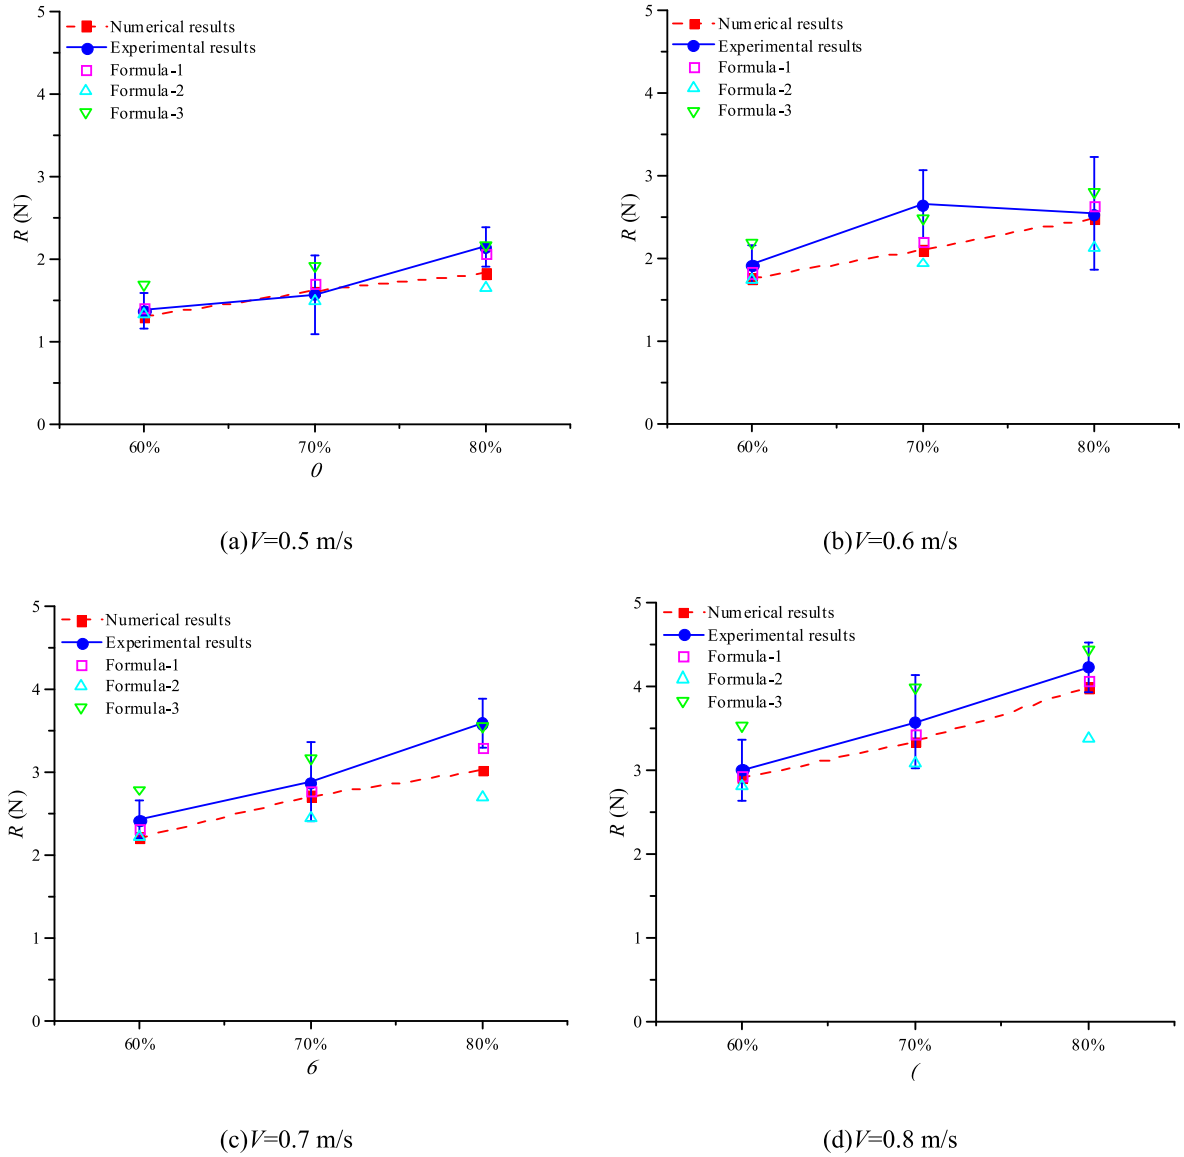 Numerical results
Experimental results
Formula-1
Formula-2
Formula-3
5
4
3
2
1
0
R (N)
60% 70% 80%
0
(a)V=0.5 m/s
Numerical results
Experimental results
Formula-1
Formula-2
Formula-3
5
4
3
2
1
0
R (N)
60% 70% 80%
(b)V=0.6 m/s
Numerical results
Experimental results
Formula-1
Formula-2
Formula-3
5
4
3
2
1
0
R (N)
60% 70% 80%
6
(c)V=0.7 m/s
Numerical results
Experimental results
Formula-1
Formula-2
Formula-3
5
4
3
2
1
0
R (N)
60% 70% 80%
(
(d)V=0.8 m/s